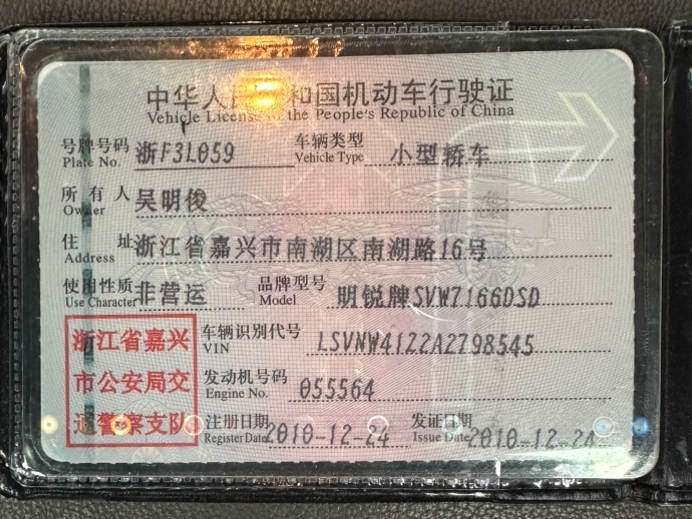 中华人民共和国机动车行驶证
Vehicle License of the People's Republic of China
号牌号码 浙F3L059 车辆类型 小型轿车
Plate No. Vehicle Type
所有人 吴明俊
Owner
住址 浙江省嘉兴市南湖区南湖路16号
Address
使用性质 非营运 品牌型号 明锐牌SVW7166DSD
Use Character Model
浙江省嘉兴
市公安局交
通警察支队
车辆识别代号 LSVNW41Z2A2798545
VIN
发动机号码 055564
Engine No.
注册日期 2010-12-24 发证日期 2010-12-24
Register Date Issue Date